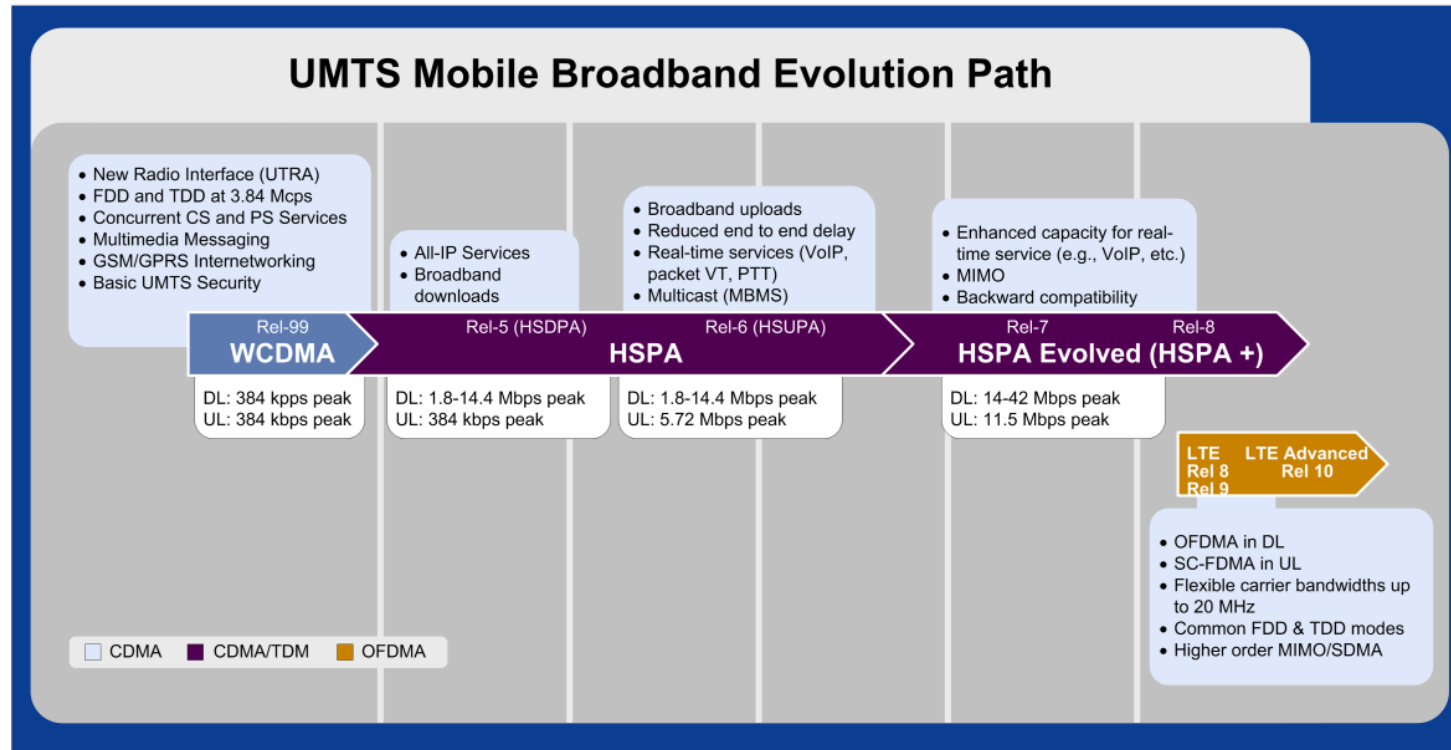 UMTS Mobile Broadband Evolution Path
• New Radio Interface (UTRA)
• FDD and TDD at 3.84 Mcps
• Concurrent CS and PS Services
• Multimedia Messaging
• GSM/GPRS Internetworking
• Basic UMTS Security
• All-IP Services
• Broadband
downloads
• Broadband uploads
• Reduced end to end delay
• Real-time services (VoIP,
packet VT, PTT)
• Multicast (MBMS)
• Enhanced capacity for real-
time service (e.g., VoIP, etc.)
• MIMO
• Backward compatibility
Rel-99
WCDMA
Rel-5 (HSDPA)
Rel-6 (HSUPA)
HSPA
Rel-7
Rel-8
HSPA Evolved (HSPA +)
DL: 384 kpps peak
UL: 384 kbps peak
DL: 1.8-14.4 Mbps peak
UL: 384 kbps peak
DL: 1.8-14.4 Mbps peak
UL: 5.72 Mbps peak
DL: 14-42 Mbps peak
UL: 11.5 Mbps peak
LTE
Rel 8
Rel 9
LTE Advanced
Rel 10
• OFDMA in DL
• SC-FDMA in UL
• Flexible carrier bandwidths up
to 20 MHz
• Common FDD & TDD modes
• Higher order MIMO/SDMA
CDMA
CDMA/TDM
OFDMA